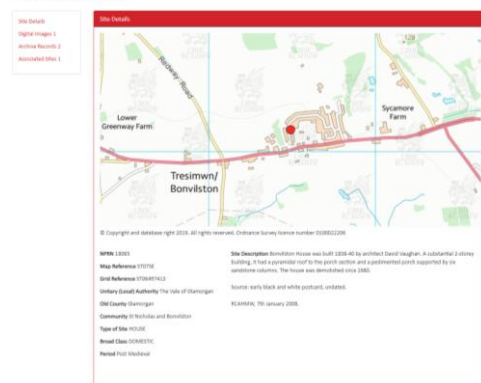 Site Details
Digital Images 1
Archive Records 2
Associated Sites 1
Site Details
Redway Road
128
Lower
Greenway Farm
Sycamore
Farm
Tresimwn/
Bonvilston
© Copyright and database right 2019. All rights reserved. Ordnance Survey licence number 0100022206
NPRN 18065
Map Reference ST07SE
Grid Reference
Unitary (Local) Authority The Vale of Glamorgan
Old County Glamorgan
Community St Nicholas and Bonvilston
Type of Site HOUSE
Broad Class DOMESTIC
Period Post Medieval
Site Description Bonvilston House was built 1838-40 by architect David Vaughan. A substantial 2-storey
building, it had a pyramidal roof to the porch section and a pedimented porch supported by six
sandstone columns. The house was demolished circa 1980.
Source: early black and white postcard, undated.
RCAHMW, 7th January 2008.